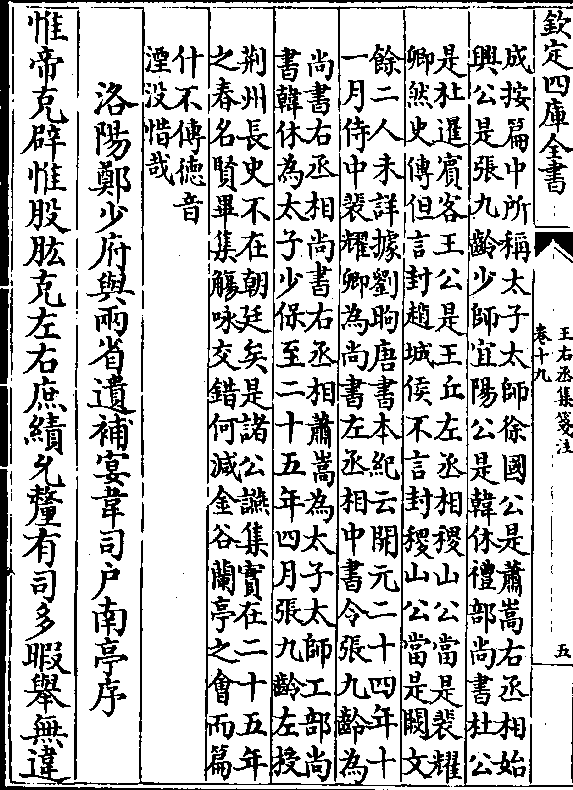 欽定四庫全書
王右丞集箋注
卷十九
五
成按篇中所稱太子太師徐國公是蕭嵩右丞相始
興公是張九齡少師宜陽公是韓休禮部尚書杜公
是杜暹賓客王公是王丘左丞相稷山公當是裴耀
卿然史傳但言封趙城侯不言封稷山公當是闕文
餘二人未詳據劉昫唐書本紀云開元二十四年十
一月侍中裴耀卿為尚書左丞相中書令張九齡為
尚書右丞相尚書右丞相蕭嵩為太子太師工部尚
書韓休為太子少保至二十五年四月張九齡左授
荊州長史不在朝廷矣是諸公讌集實在二十五年
之春名賢畢集觴咏交錯何減金谷蘭亭之會而篇
什不傳德音
湮没惜哉
洛陽鄭少府與兩省遺補宴韋司户南亭序
惟帝克辟惟股肱克左右庶績允釐有司多暇舉無違